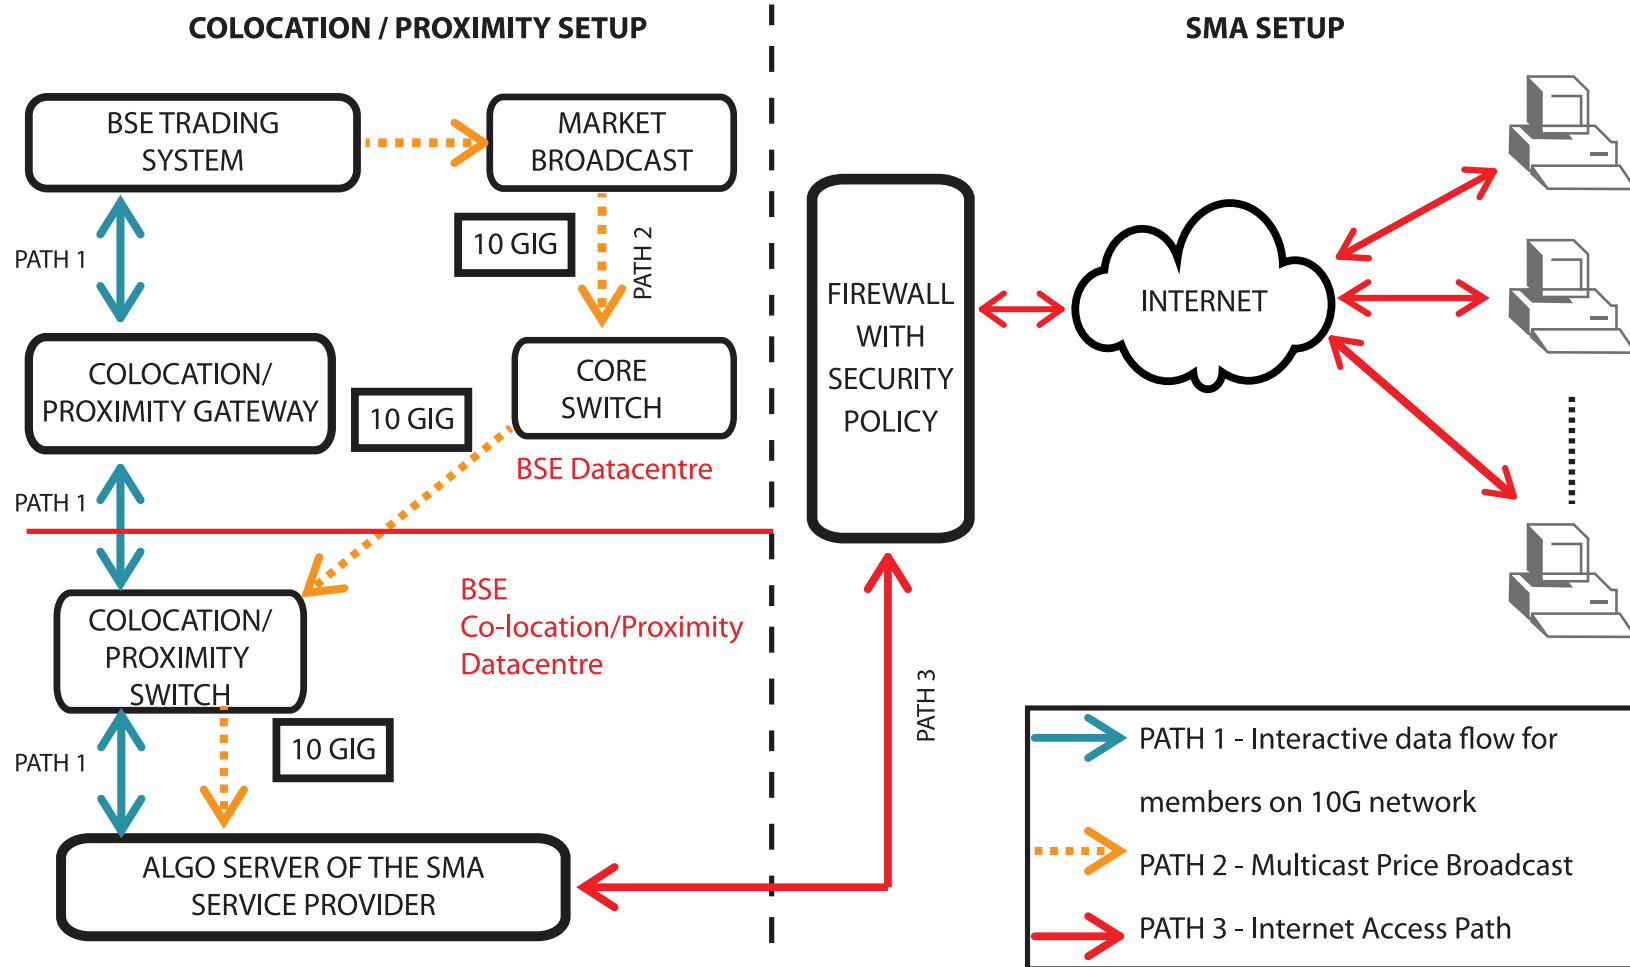 COLOCATION / PROXIMITY SETUP
SMA SETUP
BSE TRADING
SYSTEM
MARKET
BROADCAST
PATH 1
10 GIG
PATH 2
COLOCATION/
PROXIMITY GATEWAY
10 GIG
CORE
SWITCH
BSE Datacentre
PATH 1
COLOCATION/
PROXIMITY
SWITCH
BSE
Co-location/Proximity
Datacentre
PATH 1
10 GIG
ALGO SERVER OF THE SMA
SERVICE PROVIDER
FIREWALL
WITH
SECURITY
POLICY
INTERNET
PATH 3
PATH 1 - Interactive data flow for
members on 10G network
PATH 2 - Multicast Price Broadcast
PATH 3 - Internet Access Path